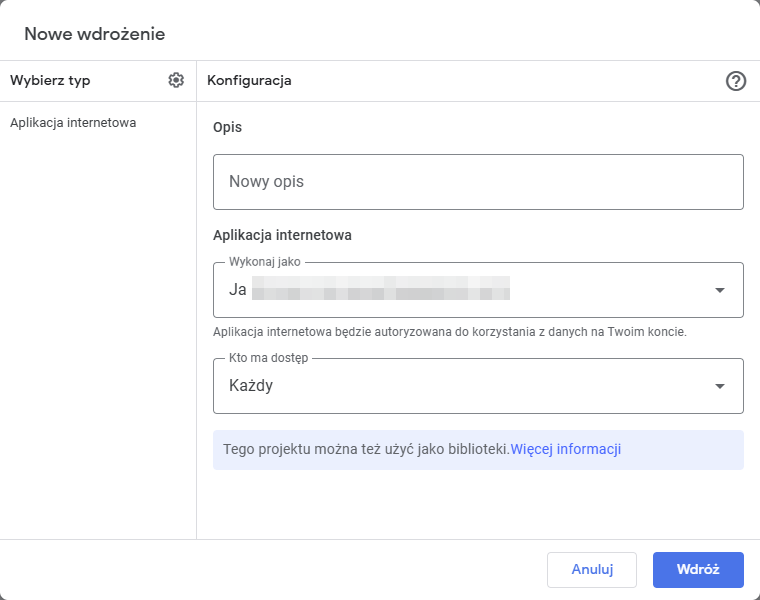 Nowe wdrożenie
Wybierz typ
Konfiguracja
Aplikacja internetowa
Opis
Nowy opis
Aplikacja internetowa
Wykonaj jako
Ja
Aplikacja internetowa będzie autoryzowana do korzystania z danych na Twoim koncie.
Kto ma dostęp
Każdy
Tego projektu można też użyć jako biblioteki.Więcej informacji
Anuluj
Wdróż